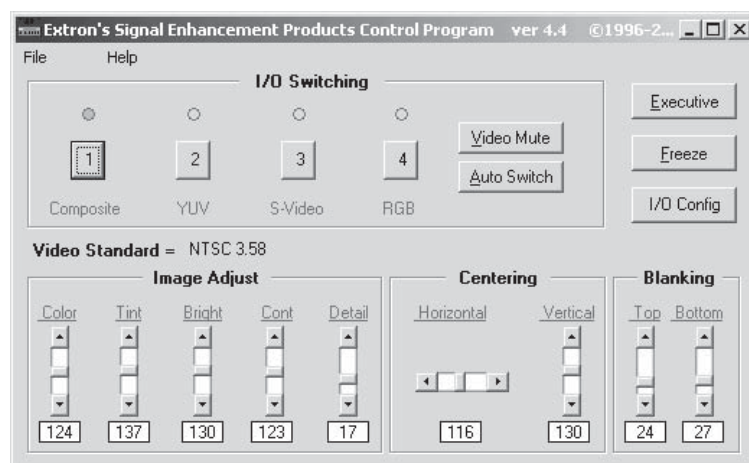 Extron's Signal Enhancement Products Control Program ver 4.4 ©1996-2...
File Help
I/O Switching
1 2 3 4
Composite YUV S-Video RGB
Video Mute
Auto Switch
Executive
Freeze
I/O Config
Video Standard = NTSC 3.58
Image Adjust
Color Tint Bright Cont Detail
124 137 130 123 17
Centering
Horizontal Vertical
116 130
Blanking
Top Bottom
24 27